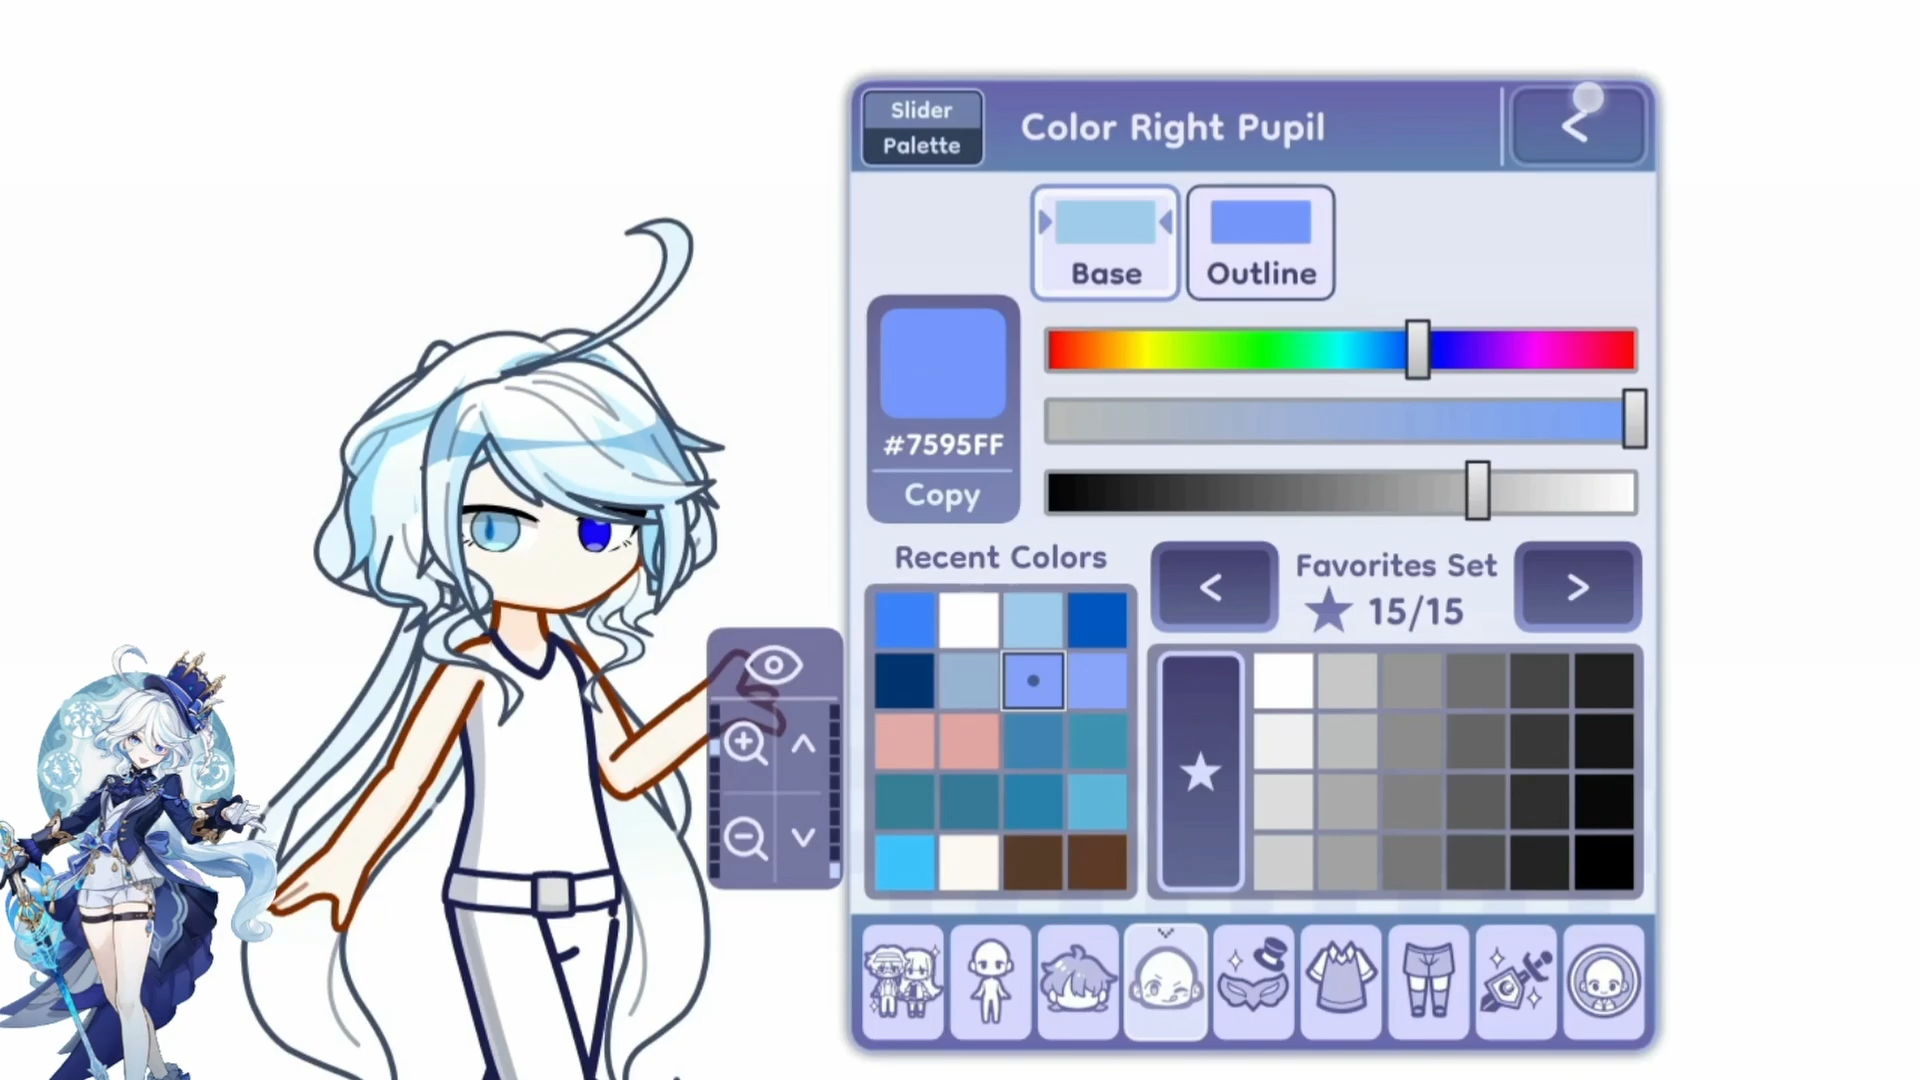 Slider
Palette
Color Right Pupil
Base
Outline
#7595FF
Copy
Recent Colors
Favorites Set
15/15